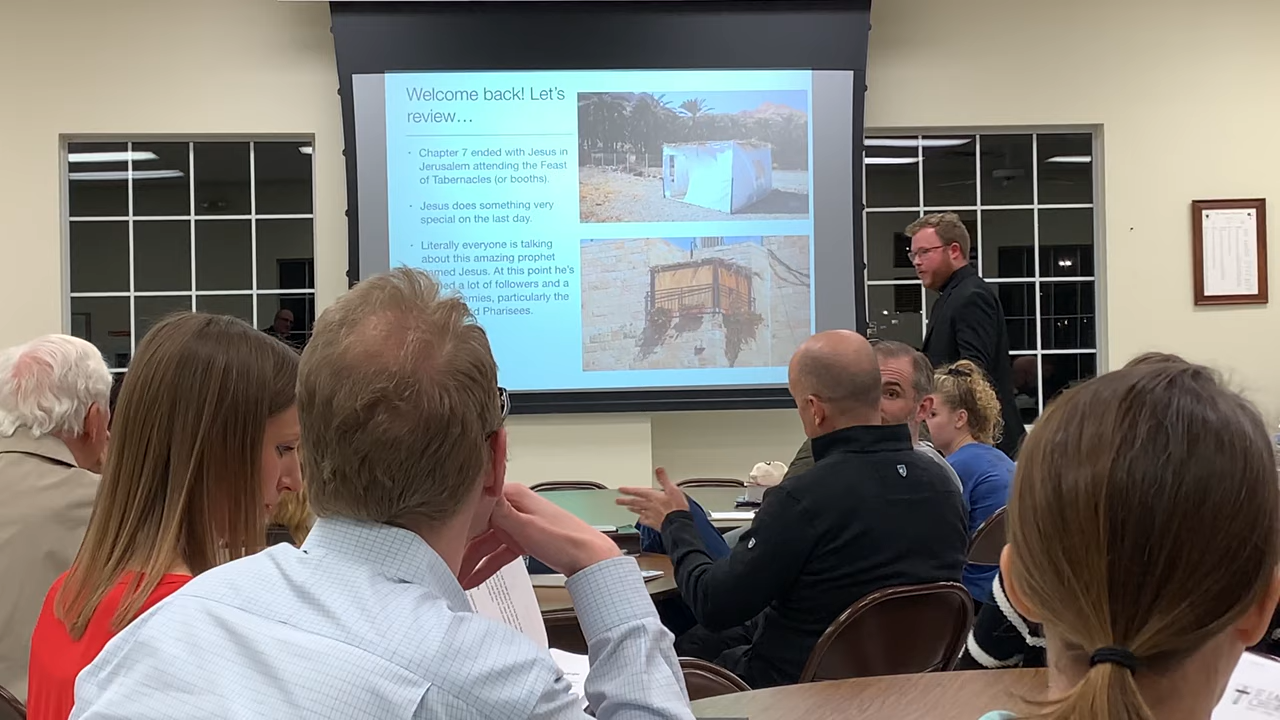 Welcome back! Let's
review…
· Chapter 7 ended with Jesus in
Jerusalem attending the Feast
of Tabernacles (or booths).
· Jesus does something very
special on the last day.
· Literally everyone is talking
about this amazing prophet
named Jesus. At this point he's
a lot of followers and a
particularly the
Pharisees.